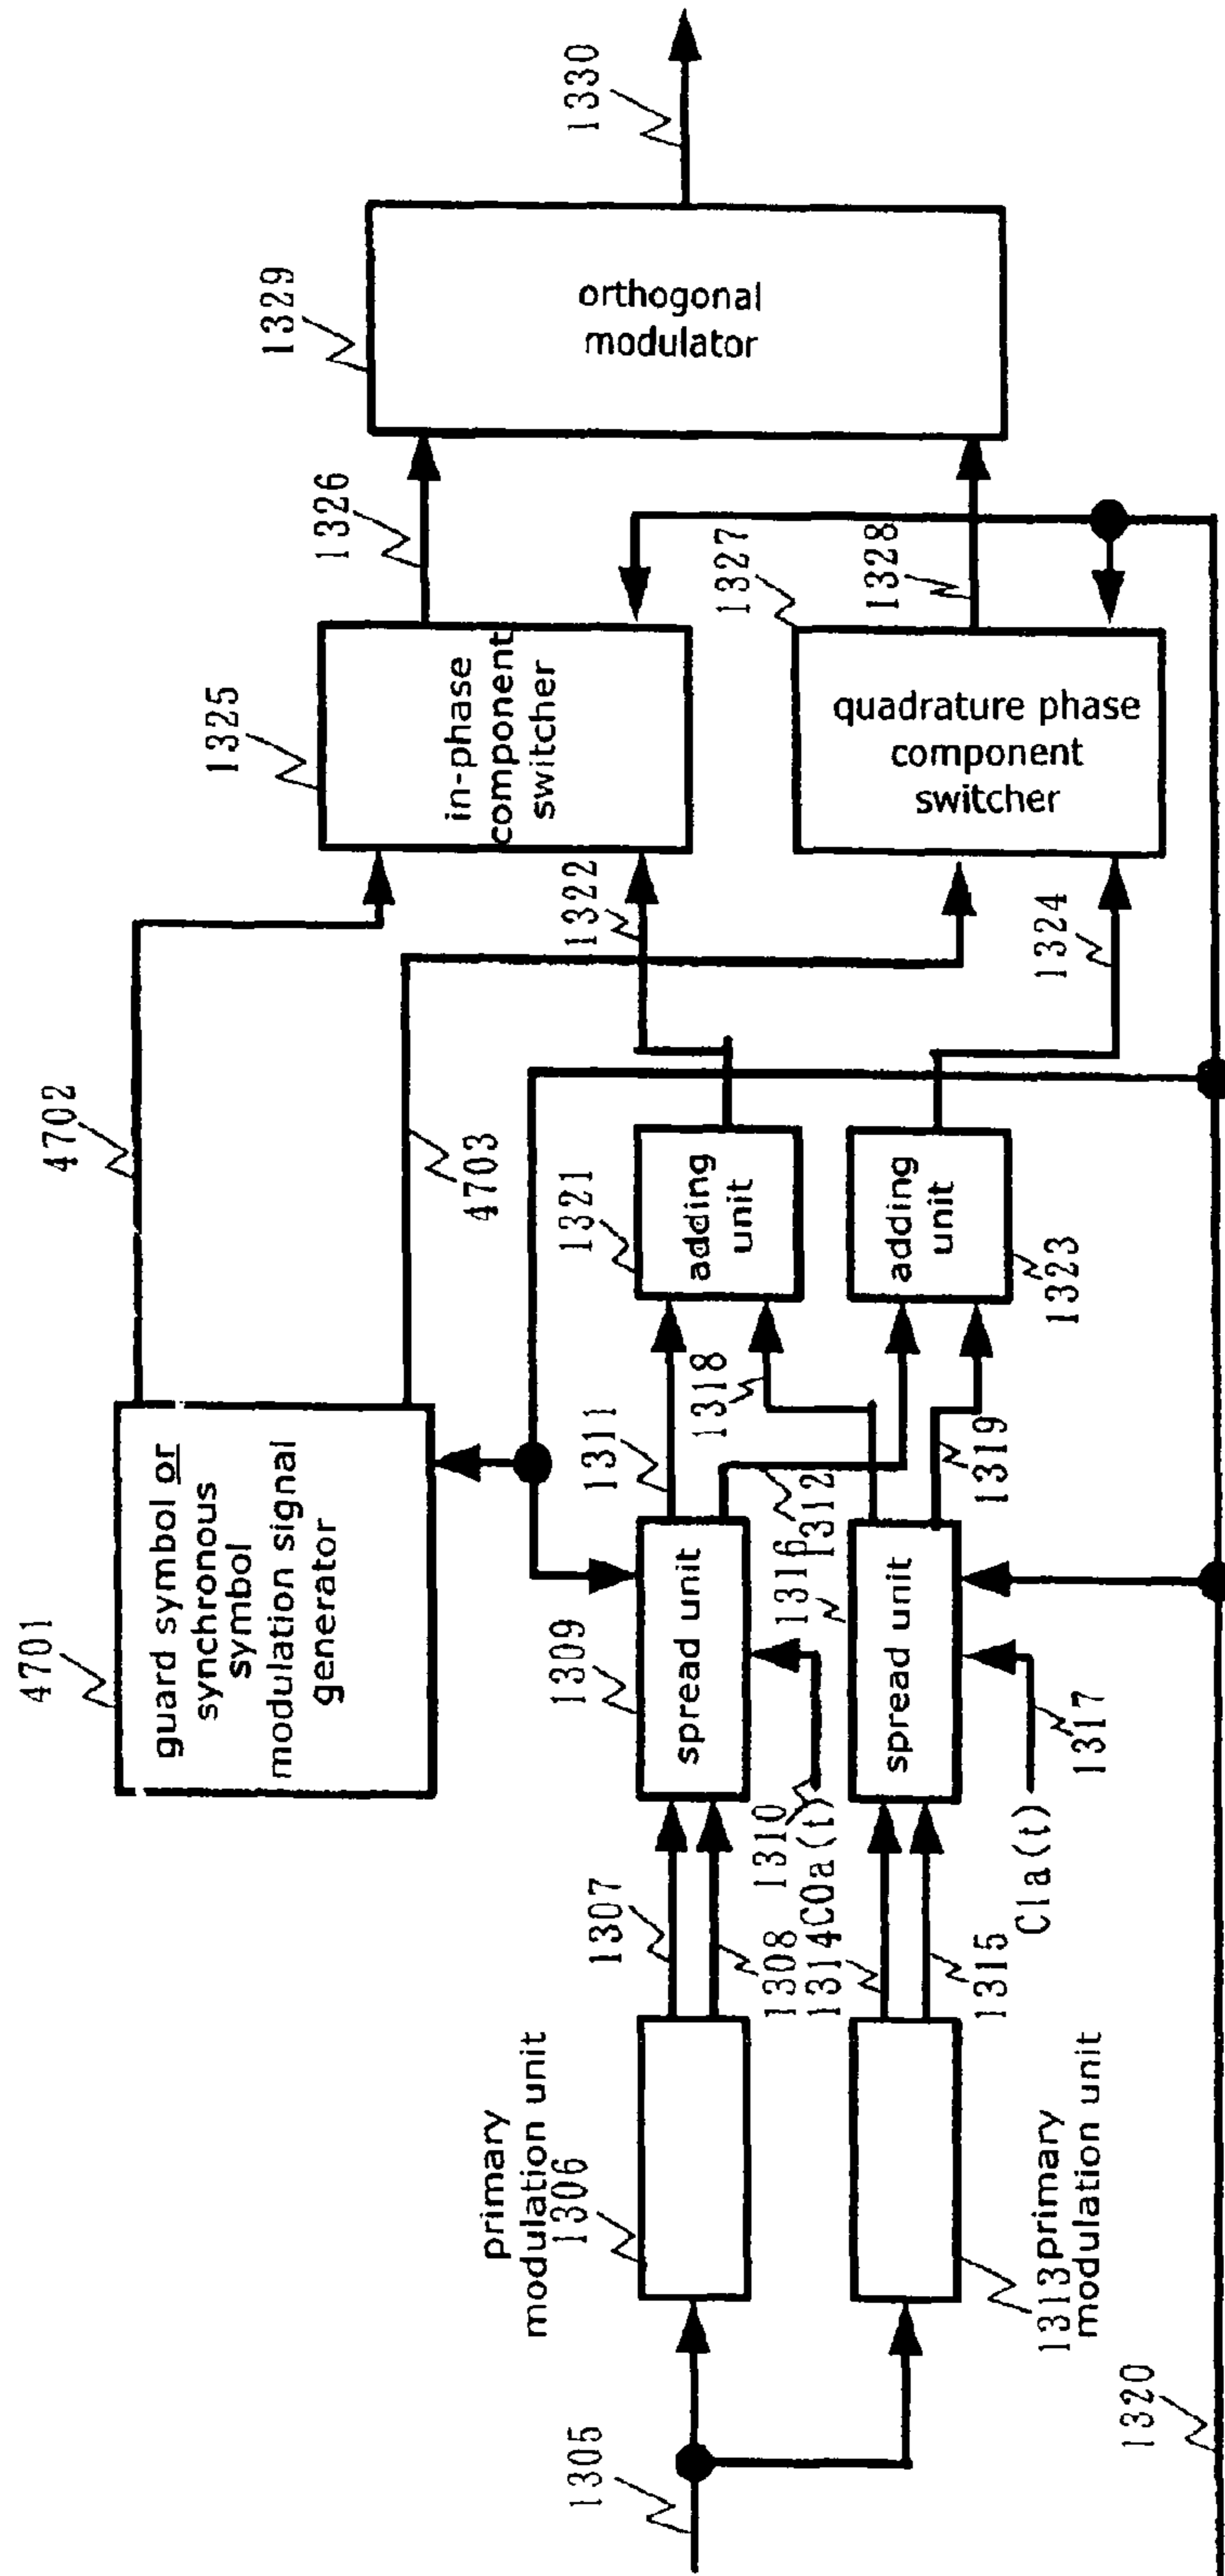 4701
guard symbol or
synchronous
symbol
modulation signal
generator
4702
4703
1305
primary
modulation unit
1306
1307
1308
1309
spread unit
1310
C0a(t)
1311
1312
1313
primary
modulation unit
1314
1315
1316
spread unit
1317
C1a(t)
1318
1319
1320
1321
adding
unit
1322
1323
adding
unit
1324
1325
in-phase
component
switcher
1326
1327
quadrature phase
component
switcher
1328
1329
orthogonal
modulator
1330